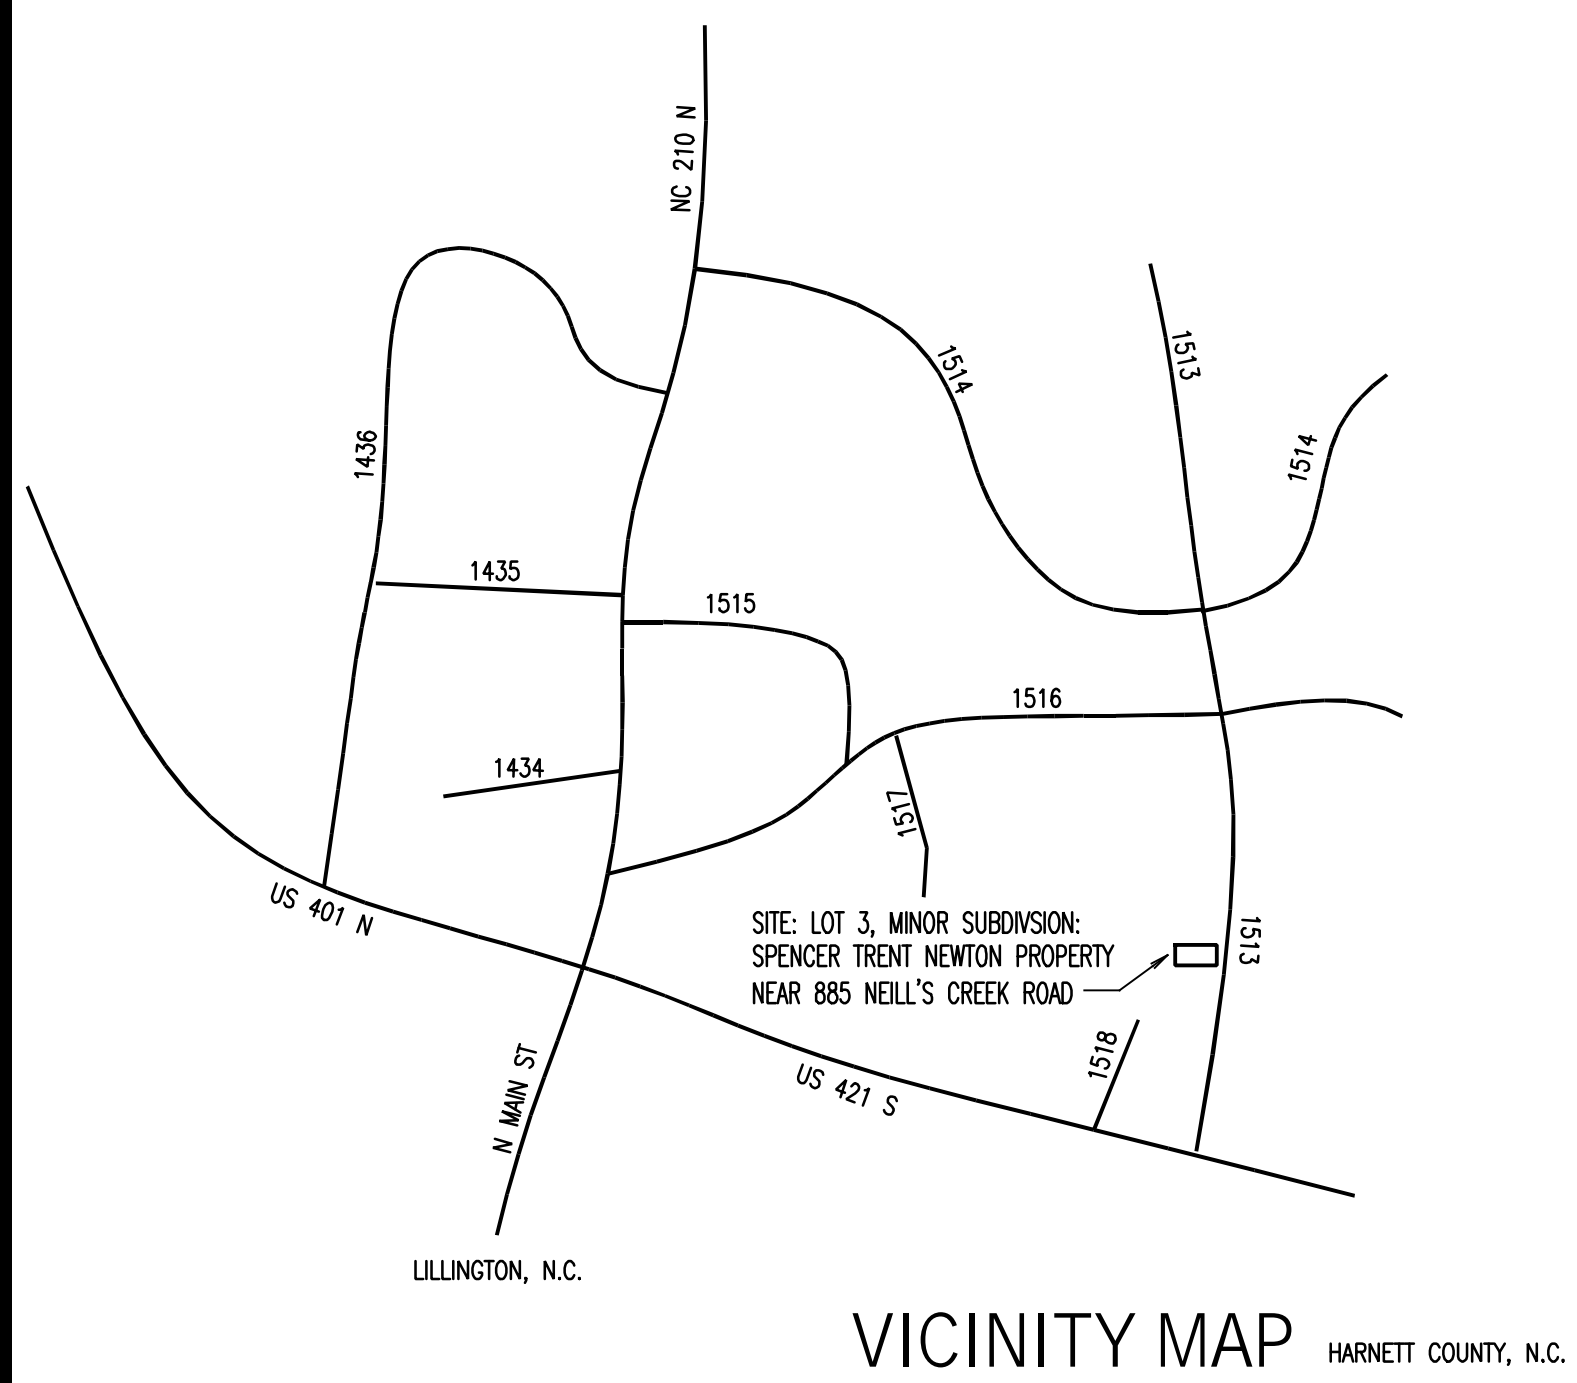 NC 210 N
1513
1514
1514
1436
1435
1515
1516
1434
1517
US 401 N
SITE: LOT 3, MINOR SUBDIVSION:
SPENCER TRENT NEWTON PROPERTY
NEAR 885 NEILL'S CREEK ROAD
1513
1518
N MAIN ST
US 421 S
LILLINGTON, N.C.
VICINITY MAP HARNETT COUNTY, N.C.